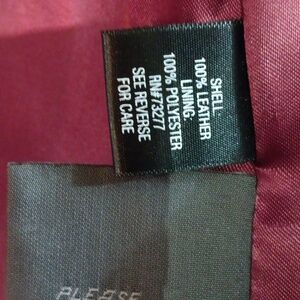 SHELL:
100% LEATHER
LINING:
100% POLYESTER
RN#73277
SEE REVERSE
FOR CARE
PLEASE